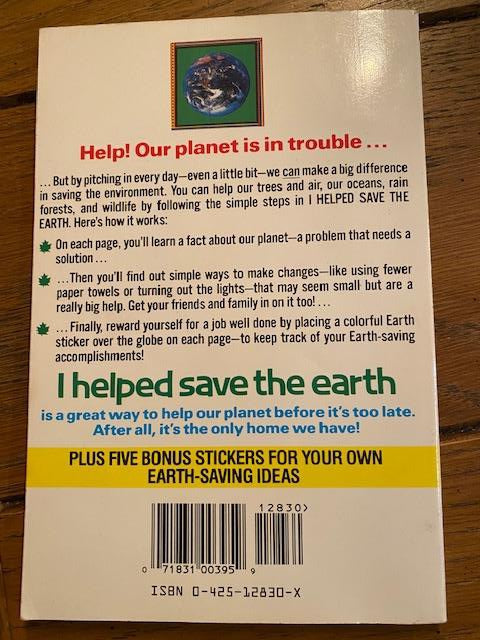 Help! Our planet is in trouble ...
... But by pitching in every day—even a little bit—we can make a big difference
in saving the environment. You can help our trees and air, our oceans, rain
forests, and wildlife by following the simple steps in I HELPED SAVE THE
EARTH. Here's how it works:
On each page, you'll learn a fact about our planet—a problem that needs a
solution ...
...Then you'll find out simple ways to make changes—like using fewer
paper towels or turning out the lights—that may seem small but are a
really big help. Get your friends and family in on it too! ...
... Finally, reward yourself for a job well done by placing a colorful Earth
sticker over the globe on each page—to keep track of your Earth-saving
accomplishments!
I helped save the earth
is a great way to help our planet before it's too late.
After all, it's the only home we have!
PLUS FIVE BONUS STICKERS FOR YOUR OWN
EARTH-SAVING IDEAS
12830>
0 71831 00395 9
ISBN 0-425-12830-X